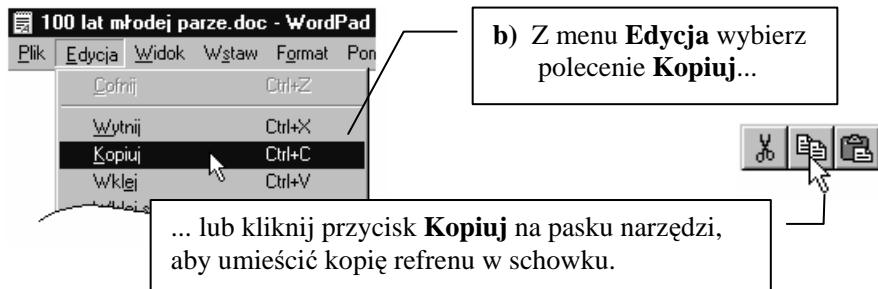 100 lat młodej parze.doc - WordPad
Plik Edycja Widok Wstaw Format
b) Z menu Edycja wybierz
polecenie Kopiuj...
Cofnij Ctrl+Z
Wytnij Ctrl+X
Kopiuj Ctrl+C
Wklej Ctrl+V
... lub kliknij przycisk Kopiuj na pasku narzędzi,
aby umieścić kopię refrenu w schowku.